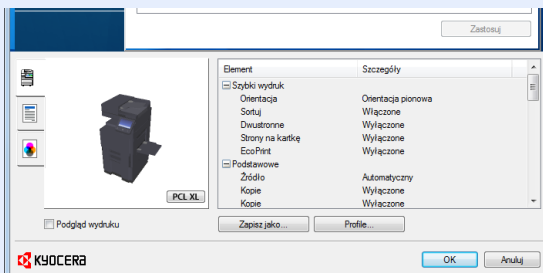 Zastosuj
Element Szczegóły
Szybki wydruk
Orientacja Orientacja pionowa
Sortuj Włączone
Dwustronne Wyłączone
Strony na kartkę Wyłączone
EcoPrint Wyłączone
Podstawowe
Źródło Automatyczny
Kopie Wyłączone
Kopie Wyłączone
PCL XL
Podgląd wydruku Zapisz jako... Profile...
KYOCERA OK Anuluj